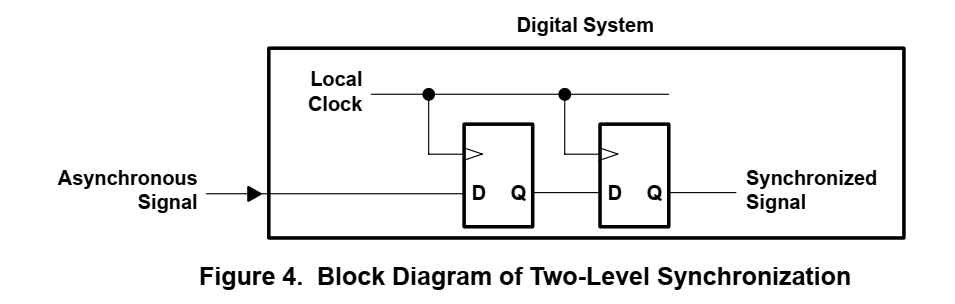 Digital System
Local
Clock
Asynchronous
Signal
D Q
D Q
Synchronized
Signal
Figure 4. Block Diagram of Two-Level Synchronization